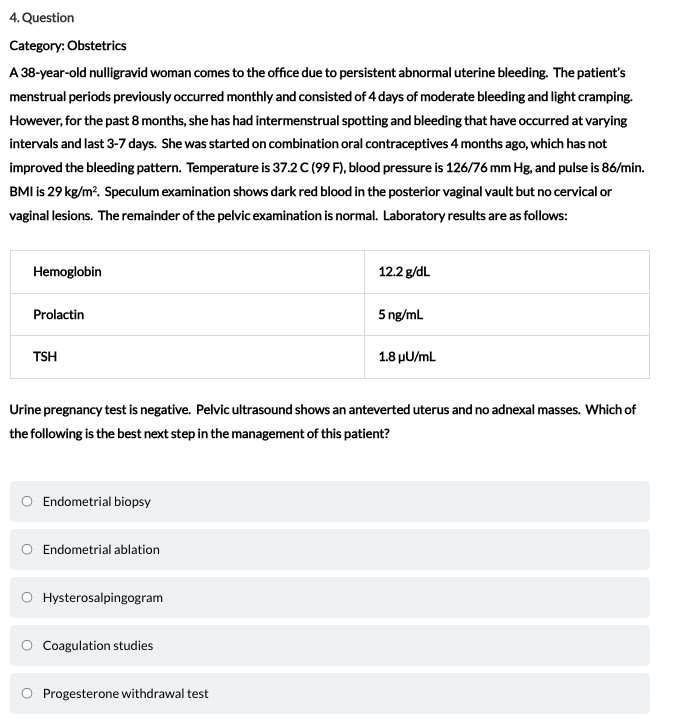 4. Question
Category: Obstetrics
A 38-year-old nulligravid woman comes to the office due to persistent abnormal uterine bleeding.  The patient's
menstrual periods previously occurred monthly and consisted of 4 days of moderate bleeding and light cramping.
However, for the past 8 months, she has had intermenstrual spotting and bleeding that have occurred at varying
intervals and last 3-7 days.  She was started on combination oral contraceptives 4 months ago, which has not
improved the bleeding pattern.  Temperature is 37.2 C (99 F), blood pressure is 126/76 mm Hg, and pulse is 86/min.
BMI is 29 kg/m².  Speculum examination shows dark red blood in the posterior vaginal vault but no cervical or
vaginal lesions.  The remainder of the pelvic examination is normal.  Laboratory results are as follows:
Hemoglobin 12.2 g/dL
Prolactin 5 ng/mL
TSH 1.8 µU/mL
Urine pregnancy test is negative.  Pelvic ultrasound shows an anteverted uterus and no adnexal masses.  Which of
the following is the best next step in the management of this patient?
Endometrial biopsy
Endometrial ablation
Hysterosalpingogram
Coagulation studies
Progesterone withdrawal test